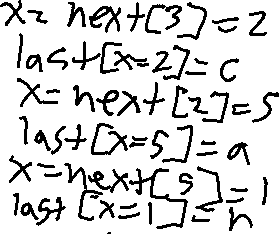 x=next[3]=2
last[x=2]=c
x=next[2]=5
last[x=5]=a
x=next[5]=1
last[x=1]=h